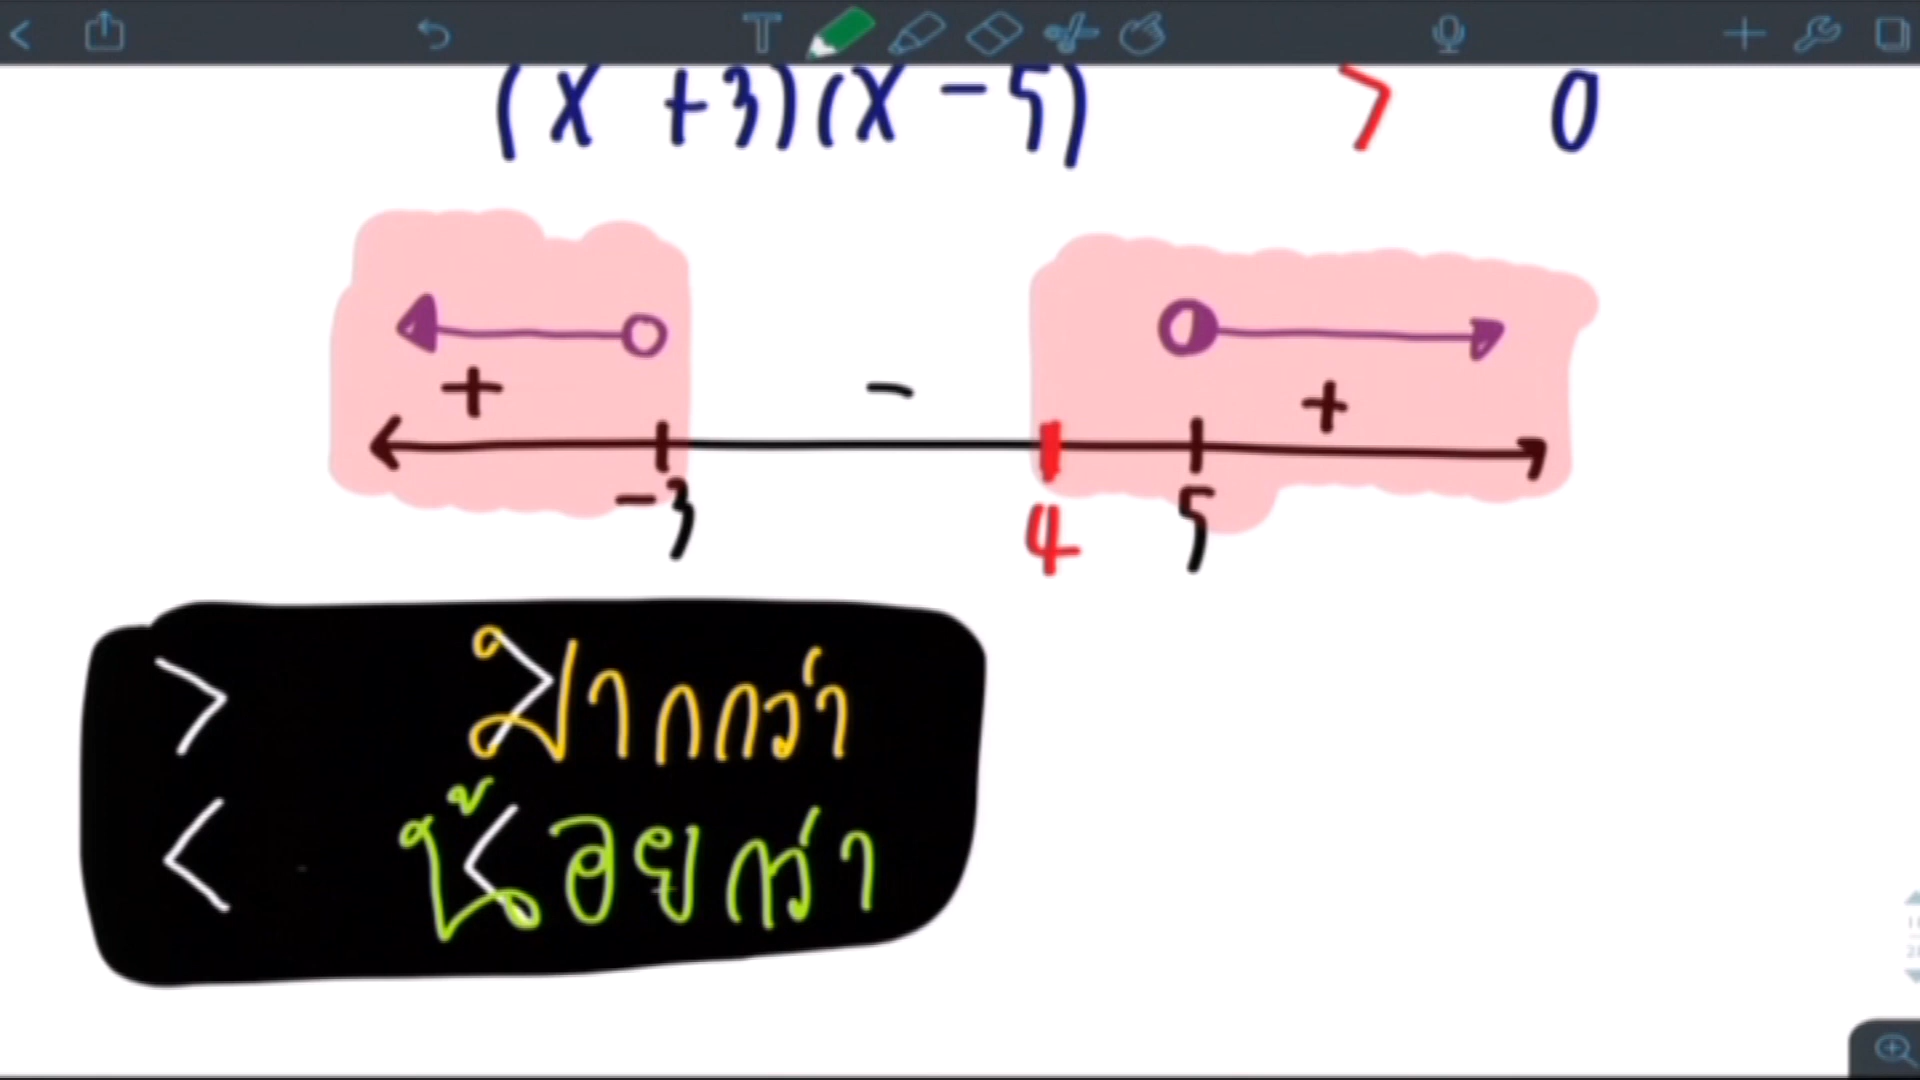 (x + 3)(x - 5) > 0
+ - +
-3 4 5
> มากกว่า
< น้อยกว่า